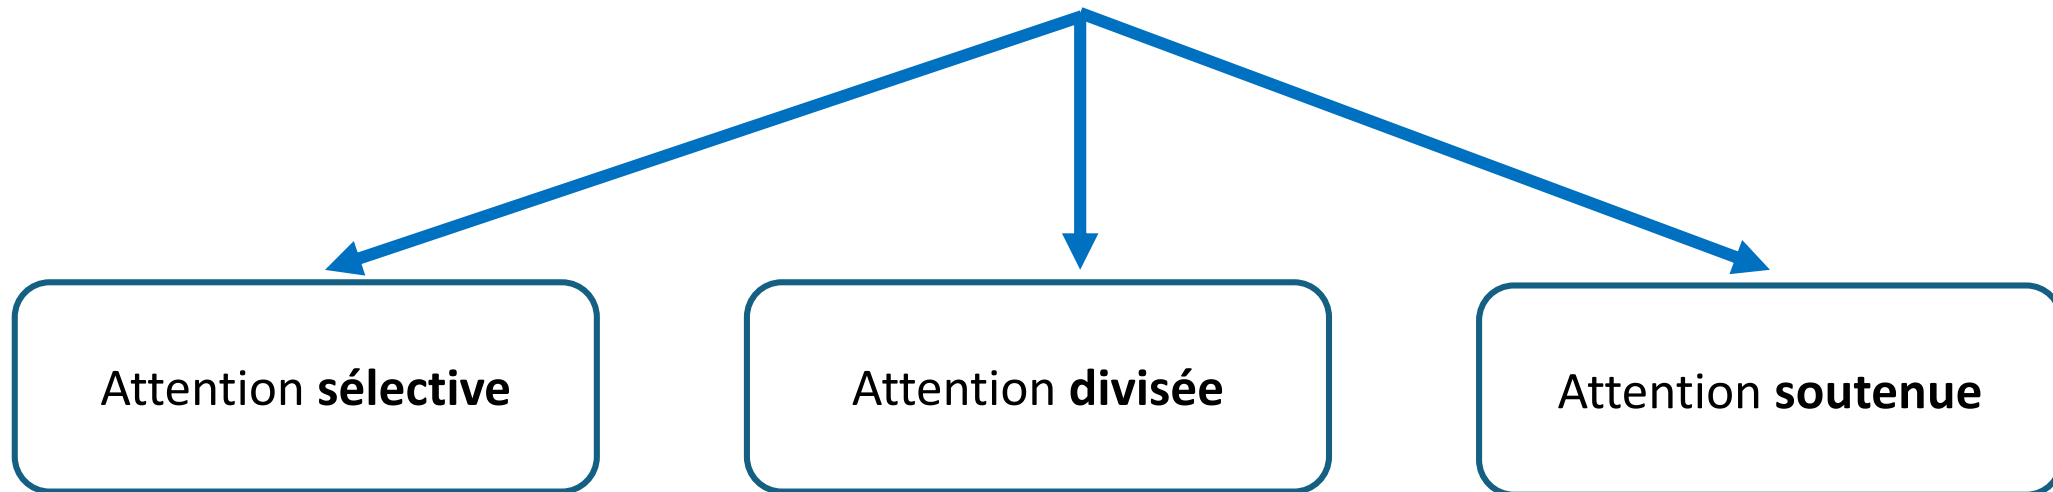 Attention sélective
Attention divisée
Attention soutenue